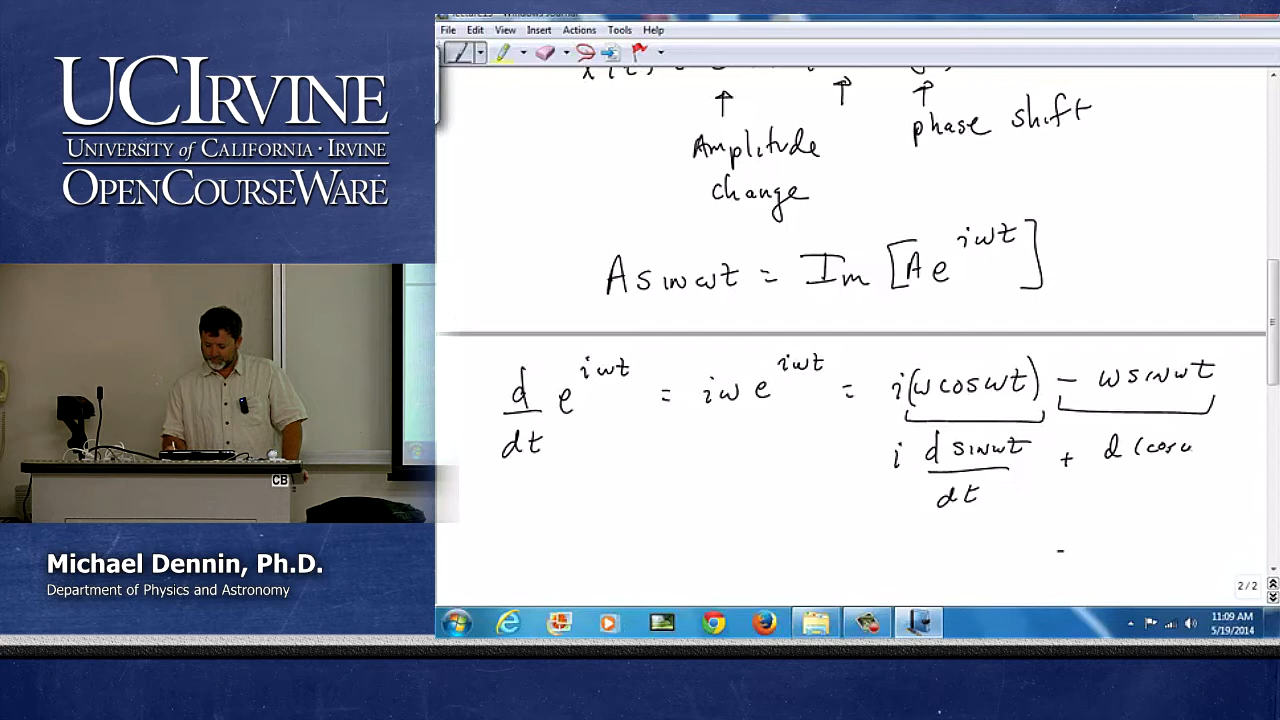 UCIRVINE
UNIVERSITY of CALIFORNIA · IRVINE
OPENCOURSEWARE
File Edit View Insert Actions Tools Help
Amplitude
change
phase shift
A sin ωt = Im [A e^{iωt}]
d/dt e^{iωt} = iω e^{iωt} = i(ω cos ωt) - ω sin ωt
i d sin ωt/dt + d (cos
CB
Michael Dennin, Ph.D.
Department of Physics and Astronomy
2/2
11:09 AM
5/19/2014